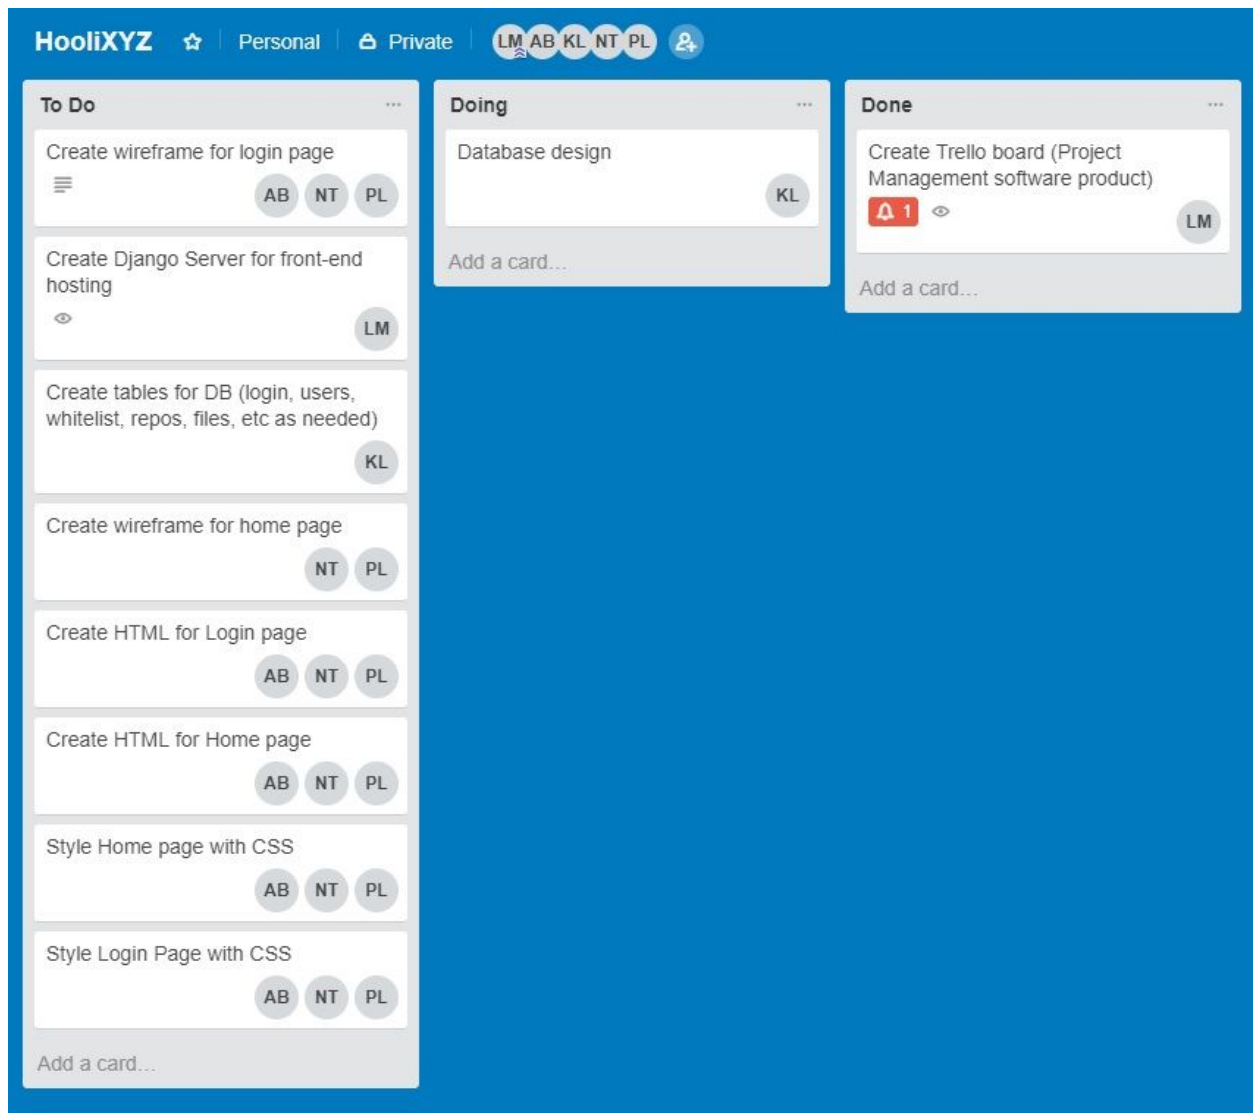 HooliXYZ Personal Private LM AB KL NT PL
To Do
Create wireframe for login page
AB NT PL
Create Django Server for front-end
hosting
LM
Create tables for DB (login, users,
whitelist, repos, files, etc as needed)
KL
Create wireframe for home page
NT PL
Create HTML for Login page
AB NT PL
Create HTML for Home page
AB NT PL
Style Home page with CSS
AB NT PL
Style Login Page with CSS
AB NT PL
Add a card...
Doing
Database design
KL
Add a card...
Done
Create Trello board (Project
Management software product)
1
LM
Add a card...